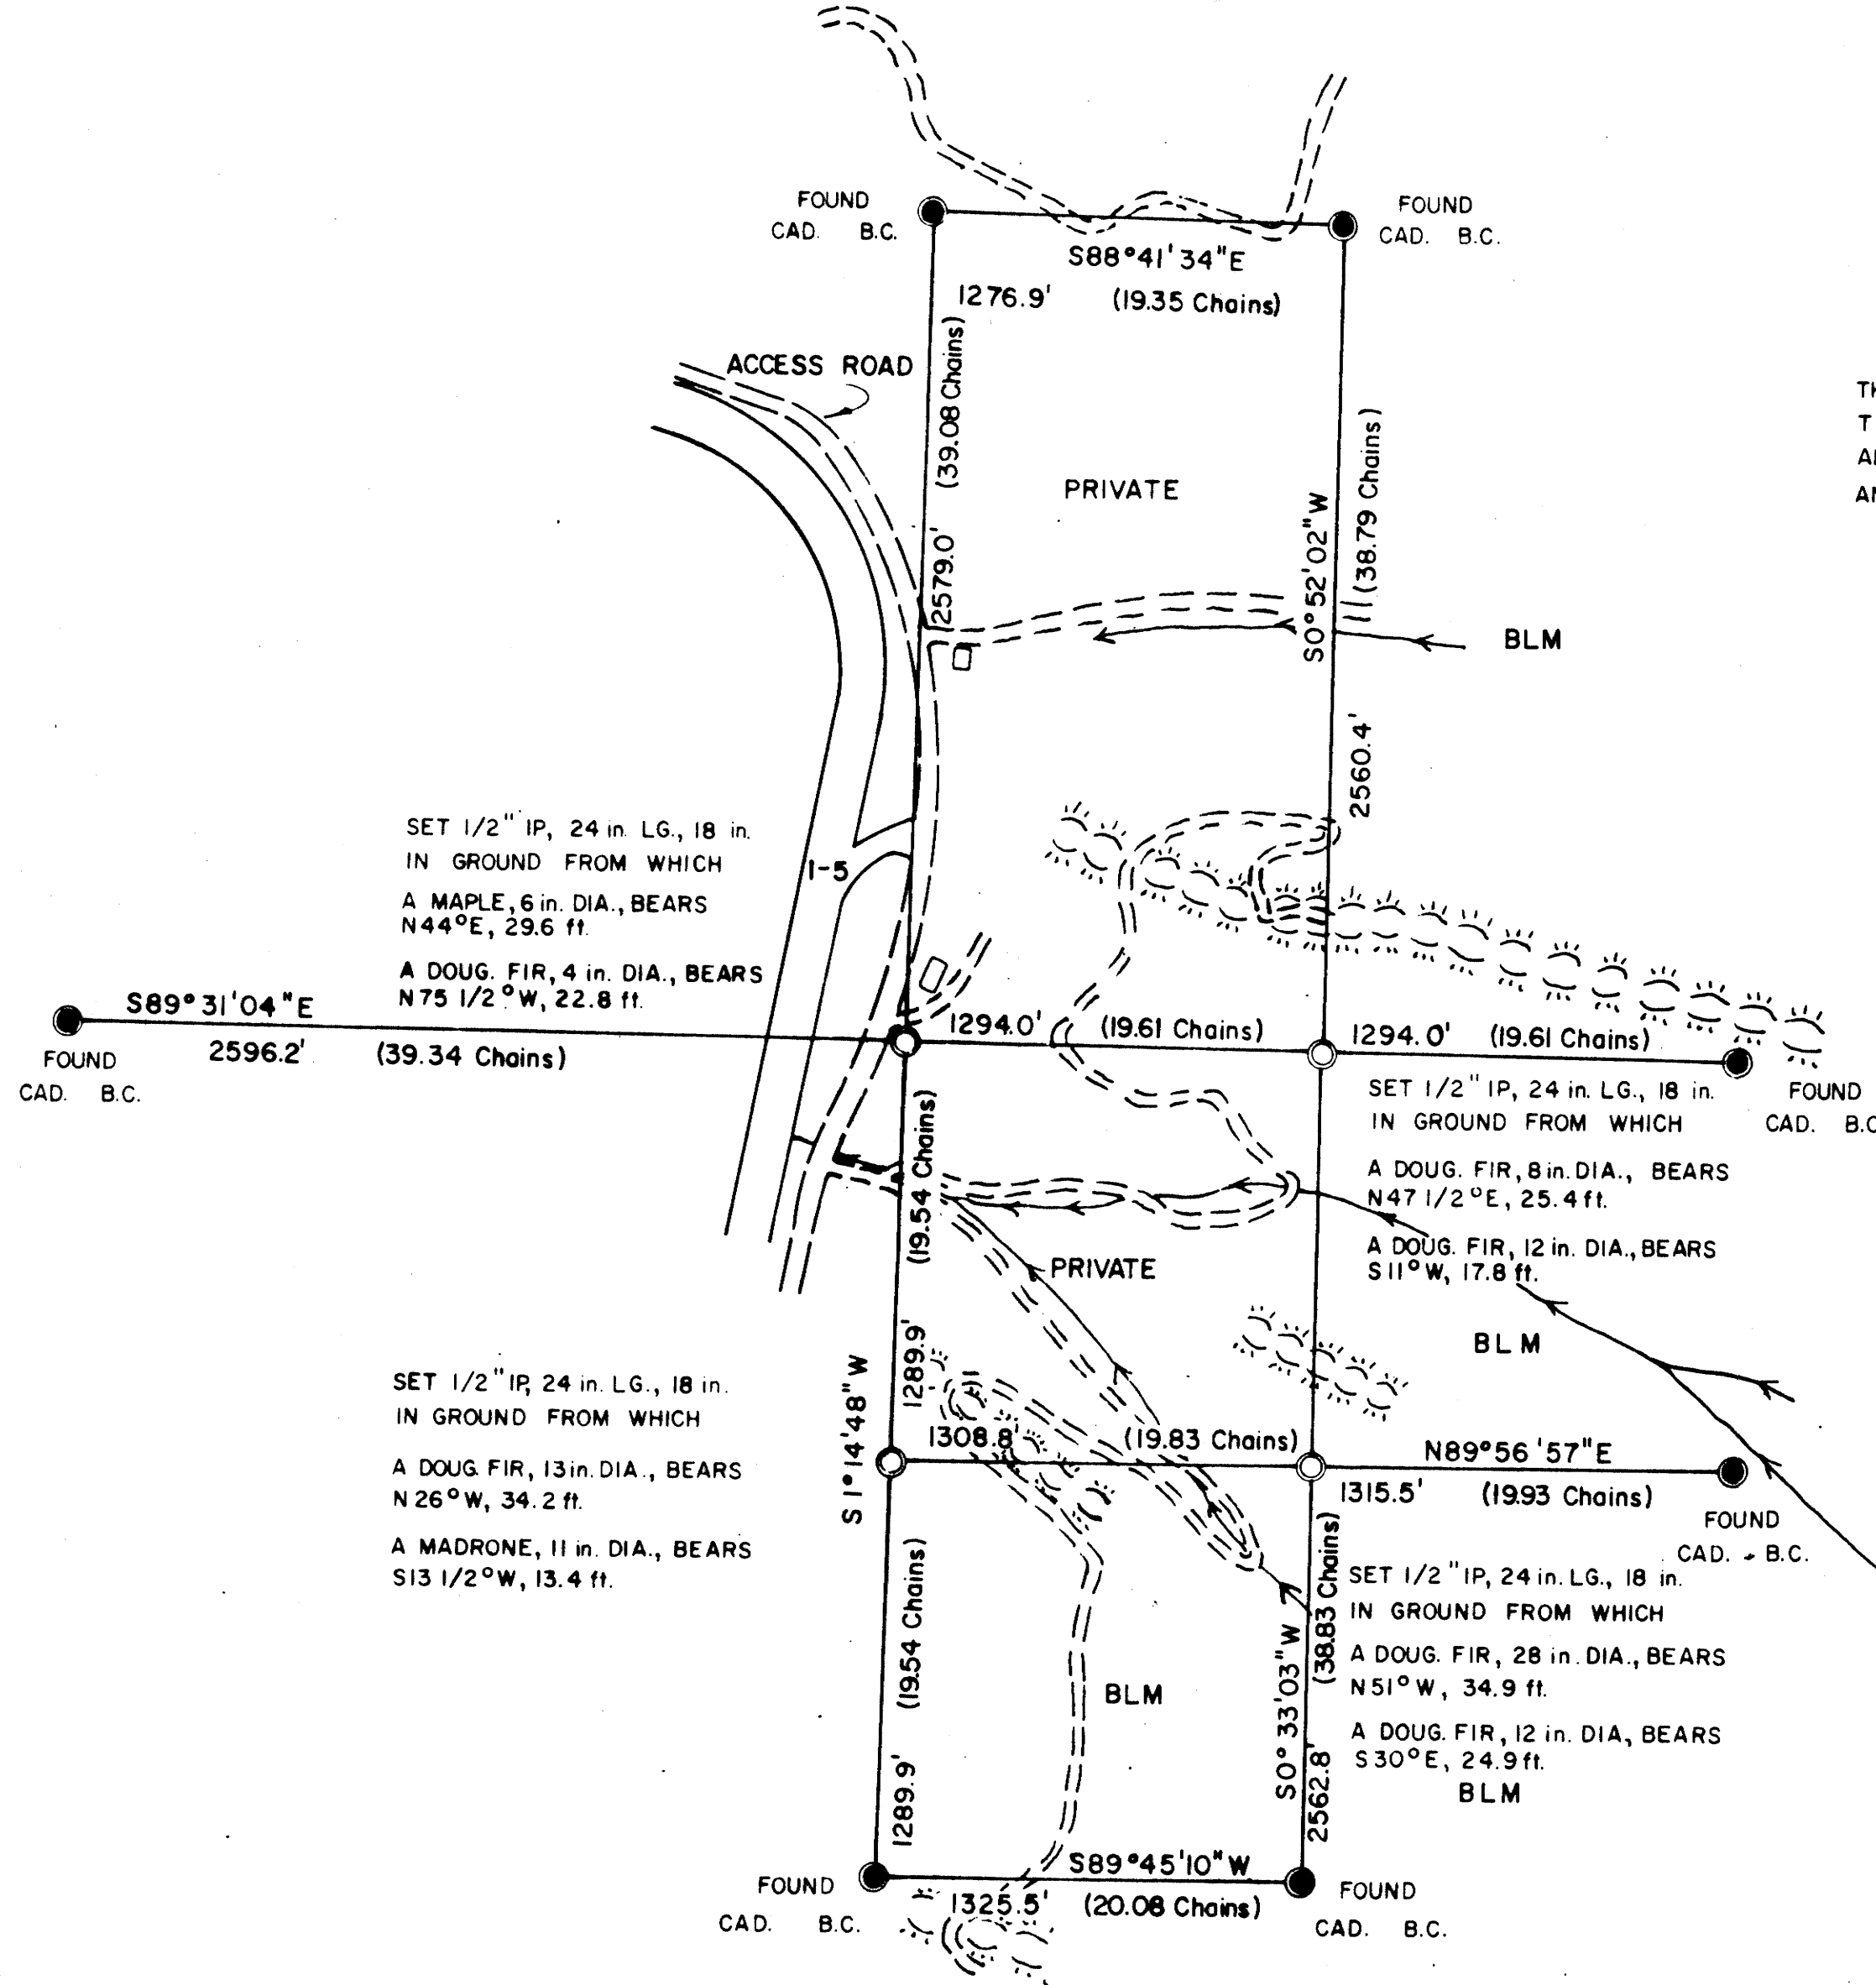 FOUND
CAD. B.C.
FOUND
CAD. B.C.
S88°41'34"E
1276.9' (19.35 Chains)
ACCESS ROAD
(39.08 Chains)
2579.0'
PRIVATE
S0°52'02"W
(38.79 Chains)
2560.4'
BLM
SET 1/2" IP, 24 in. LG., 18 in.
IN GROUND FROM WHICH
A MAPLE, 6 in. DIA., BEARS
N44°E, 29.6 ft.
A DOUG. FIR, 4 in. DIA., BEARS
N75 1/2°W, 22.8 ft.
I-5
S89°31'04"E
2596.2' (39.34 Chains)
FOUND
CAD. B.C.
1294.0' (19.61 Chains)
1294.0' (19.61 Chains)
FOUND
CAD. B.C
SET 1/2" IP, 24 in. LG., 18 in.
IN GROUND FROM WHICH
A DOUG. FIR, 8 in. DIA., BEARS
N47 1/2°E, 25.4 ft.
A DOUG. FIR, 12 in. DIA., BEARS
S11°W, 17.8 ft.
(19.54 Chains)
1289.9'
PRIVATE
BLM
S1°14'48"W
SET 1/2" IP, 24 in. LG., 18 in.
IN GROUND FROM WHICH
A DOUG. FIR, 13 in. DIA., BEARS
N26°W, 34.2 ft.
A MADRONE, 11 in. DIA., BEARS
S13 1/2°W, 13.4 ft.
1308.8' (19.83 Chains)
N89°56'57"E
1315.5' (19.93 Chains)
FOUND
CAD. B.C.
SET 1/2" IP, 24 in. LG., 18 in.
IN GROUND FROM WHICH
A DOUG. FIR, 28 in. DIA., BEARS
N51°W, 34.9 ft.
A DOUG. FIR, 12 in. DIA, BEARS
S30°E, 24.9 ft.
BLM
(19.54 Chains)
1289.9'
BLM
S0°33'03"W
(38.83 Chains)
2562.8'
S89°45'10"W
1325.5' (20.08 Chains)
FOUND
CAD. B.C.
FOUND
CAD. B.C.